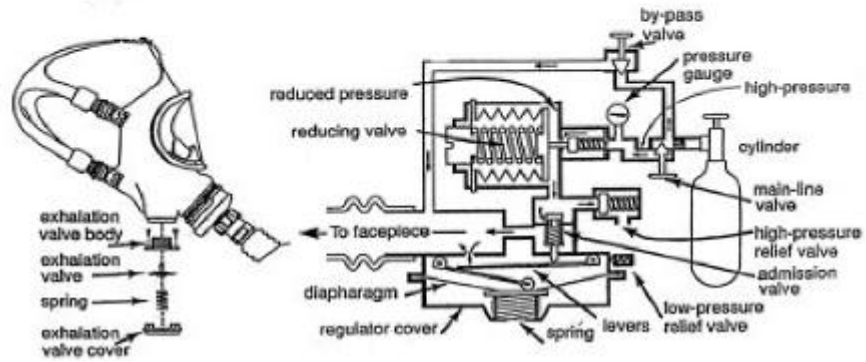 by-pass
valve
pressure
gauge
high-pressure
reduced pressure
reducing valve
cylinder
main-line
valve
exhalation
valve body
To facepiece
high-pressure
relief valve
exhalation
valve
admission
valve
spring
diapharagm
levers
low-pressure
relief valve
regulator cover
spring
exhalation
valve cover